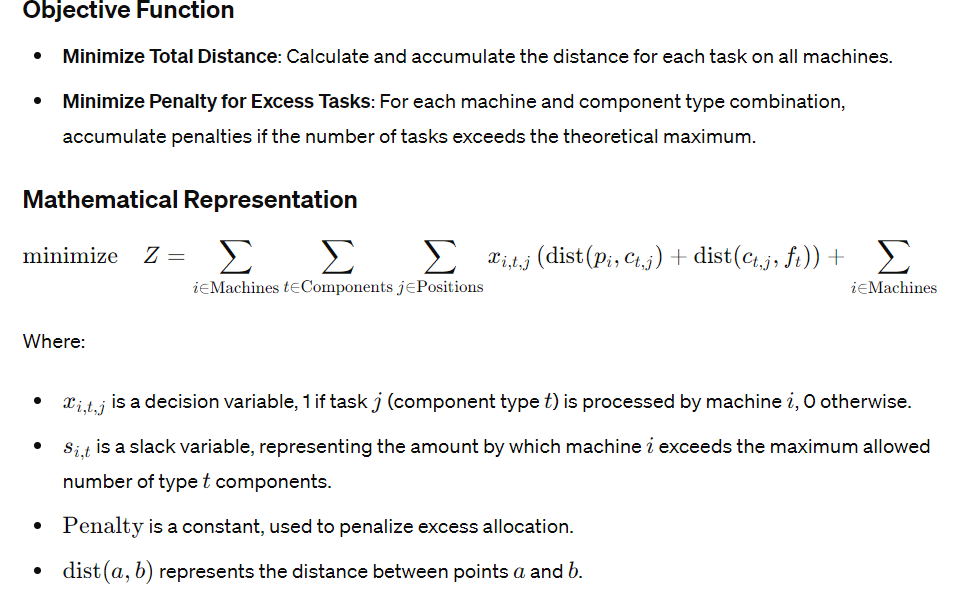 Objective Function
• Minimize Total Distance: Calculate and accumulate the distance for each task on all machines.
• Minimize Penalty for Excess Tasks: For each machine and component type combination,
accumulate penalties if the number of tasks exceeds the theoretical maximum.
Mathematical Representation
minimize Z = ∑_{i∈Machines} ∑_{t∈Components} ∑_{j∈Positions} x_{i,t,j} (dist(p_i, c_{t,j}) + dist(c_{t,j}, f_t)) + ∑_{i∈Machines}
Where:
• x_{i,t,j} is a decision variable, 1 if task j (component type t) is processed by machine i, 0 otherwise.
• s_{i,t} is a slack variable, representing the amount by which machine i exceeds the maximum allowed
number of type t components.
• Penalty is a constant, used to penalize excess allocation.
• dist(a, b) represents the distance between points a and b.